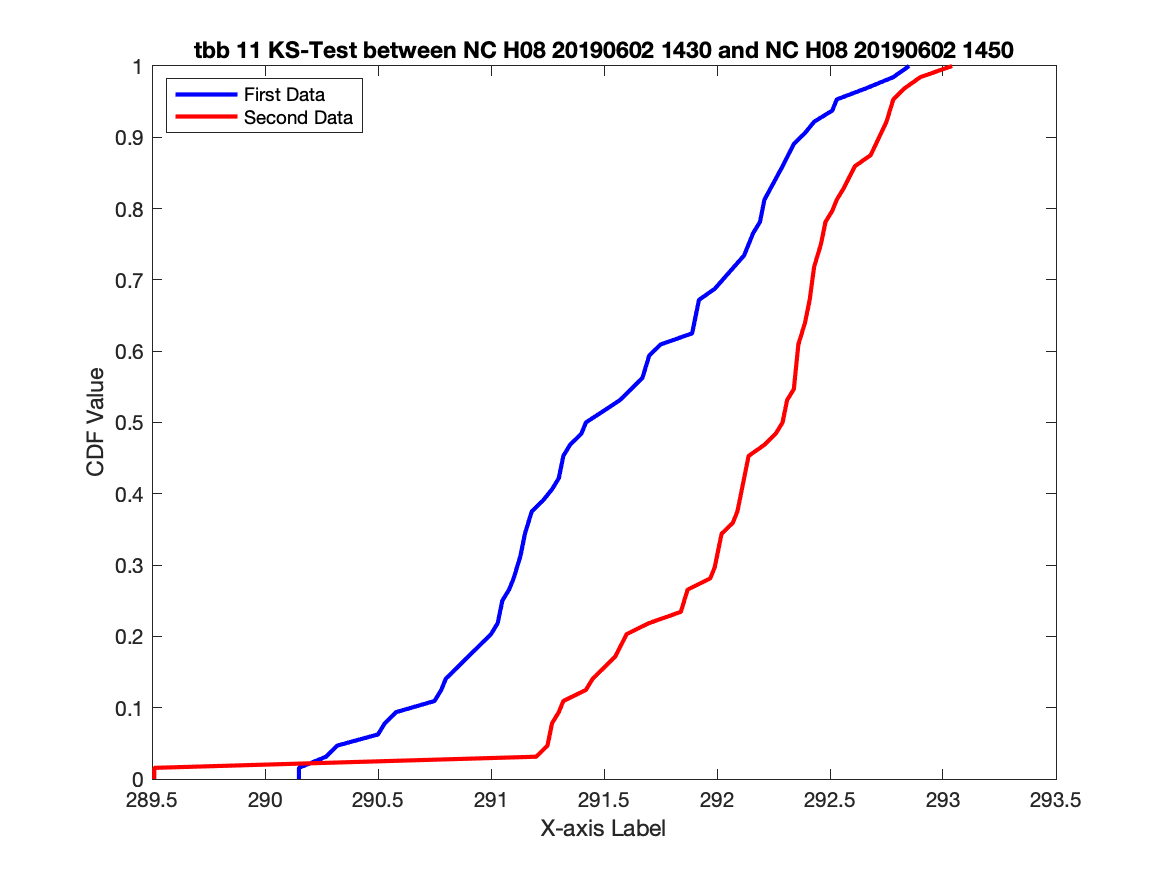 tbb 11 KS-Test between NC H08 20190602 1430 and NC H08 20190602 1450
First Data
Second Data
1
0.9
0.8
0.7
0.6
0.5
0.4
0.3
0.2
0.1
0
CDF Value
289.5 290 290.5 291 291.5 292 292.5 293 293.5
X-axis Label